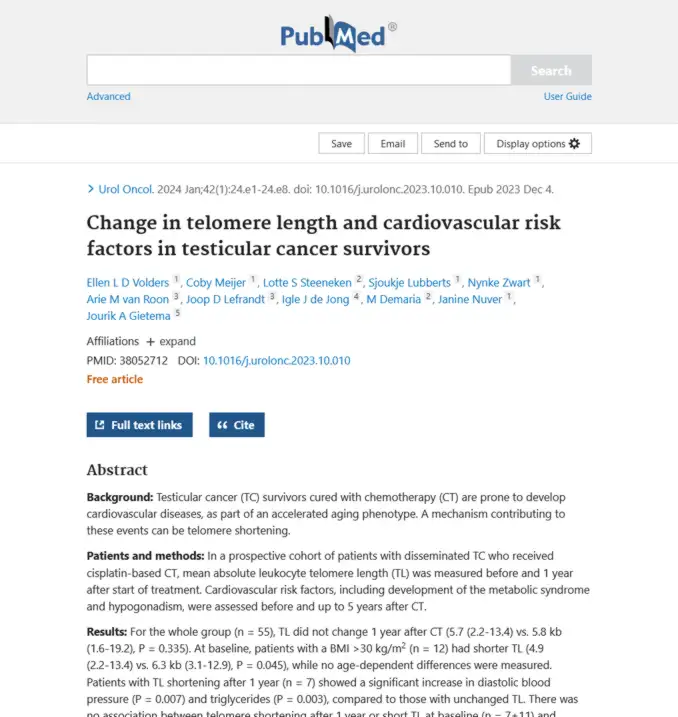 PubMed®
Search
Advanced
User Guide
Save
Email
Send to
Display options
Urol Oncol. 2024 Jan;42(1):24.e1-24.e8. doi: 10.1016/j.urolonc.2023.10.010. Epub 2023 Dec 4.
Change in telomere length and cardiovascular risk
factors in testicular cancer survivors
Ellen L D Volders 1, Coby Meijer 1, Lotte S Steeneken 2, Sjoukje Lubberts 1, Nynke Zwart 1,
Arie M van Roon 3, Joop D Lefrandt 3, Igle J de Jong 4, M Demaria 2, Janine Nuver 1,
Jourik A Gietema 5
Affiliations + expand
PMID: 38052712 DOI: 10.1016/j.urolonc.2023.10.010
Free article
Full text links
Cite
Abstract
Background: Testicular cancer (TC) survivors cured with chemotherapy (CT) are prone to develop
cardiovascular diseases, as part of an accelerated aging phenotype. A mechanism contributing to
these events can be telomere shortening.
Patients and methods: In a prospective cohort of patients with disseminated TC who received
cisplatin-based CT, mean absolute leukocyte telomere length (TL) was measured before and 1 year
after start of treatment. Cardiovascular risk factors, including development of the metabolic syndrome
and hypogonadism, were assessed before and up to 5 years after CT.
Results: For the whole group (n = 55), TL did not change 1 year after CT (5.7 (2.2-13.4) vs. 5.8 kb
(1.6-19.2), P = 0.335). At baseline, patients with a BMI >30 kg/m2 (n = 12) had shorter TL (4.9
(2.2-13.4) vs. 6.3 kb (3.1-12.9), P = 0.045), while no age-dependent differences were measured.
Patients with TL shortening after 1 year (n = 7) showed a significant increase in diastolic blood
pressure (P = 0.007) and triglycerides (P = 0.003), compared to those with unchanged TL. There was
no association between telomere shortening after 1 year or short TL at baseline (n = 7+11) and